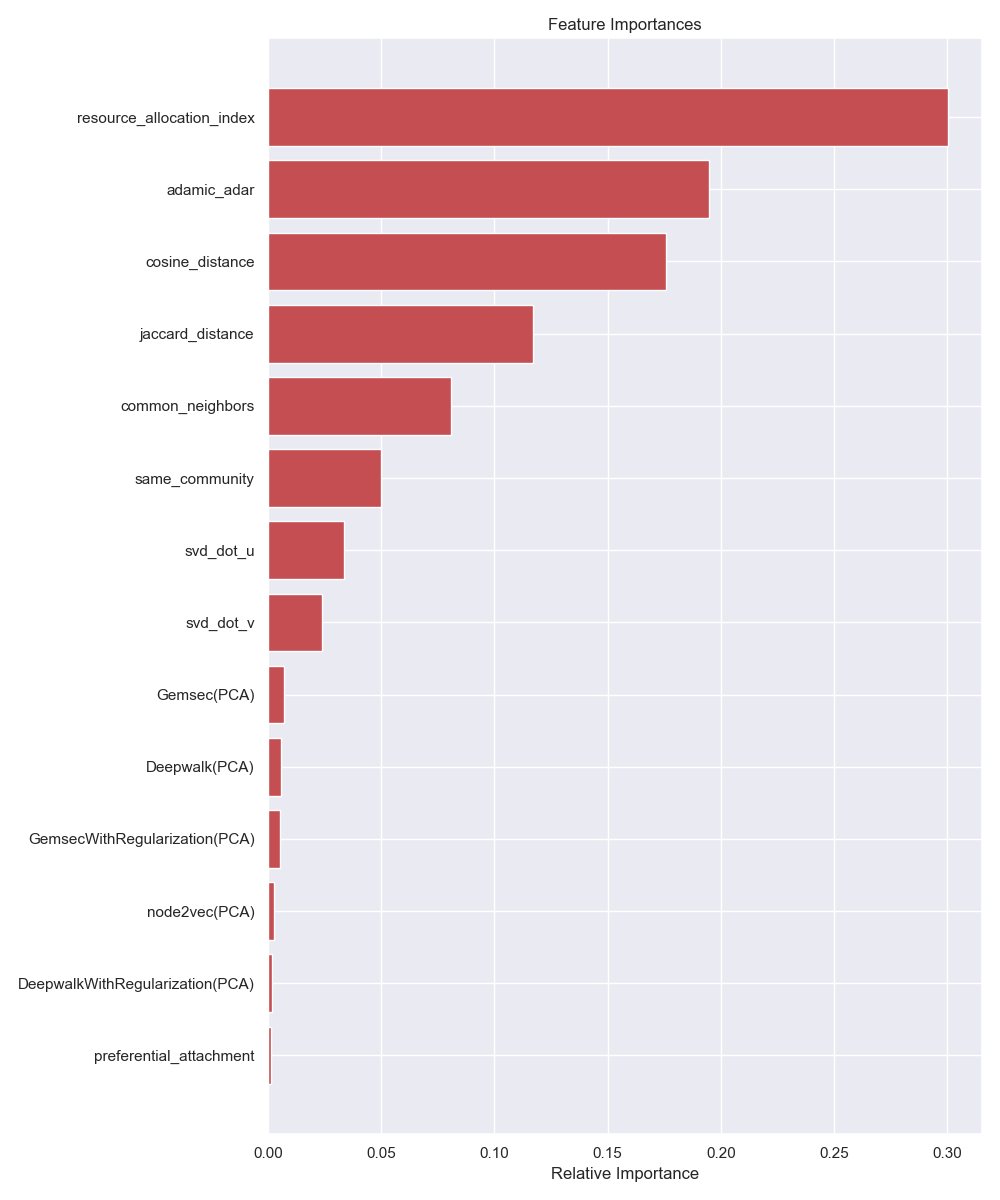 Feature Importances
resource_allocation_index
adamic_adar
cosine_distance
jaccard_distance
common_neighbors
same_community
svd_dot_u
svd_dot_v
Gemsec(PCA)
Deepwalk(PCA)
GemsecWithRegularization(PCA)
node2vec(PCA)
DeepwalkWithRegularization(PCA)
preferential_attachment
0.00 0.05 0.10 0.15 0.20 0.25 0.30
Relative Importance